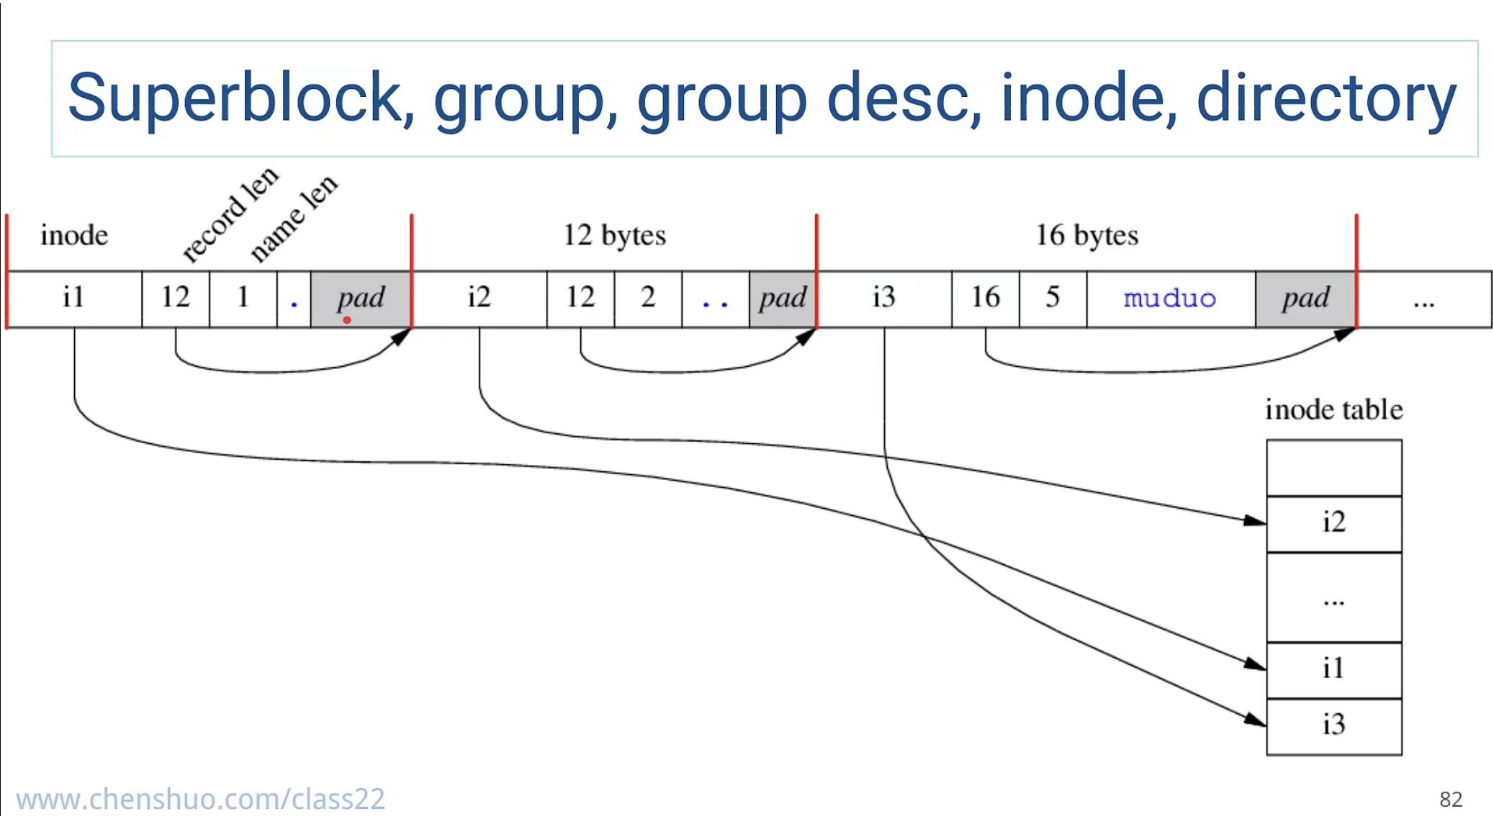 Superblock, group, group desc, inode, directory
inode record len name len 12 bytes 16 bytes
i1 12 1 . pad i2 12 2 .. pad i3 16 5 muduo pad ...
inode table
i2
...
i1
i3
www.chenshuo.com/class22 82